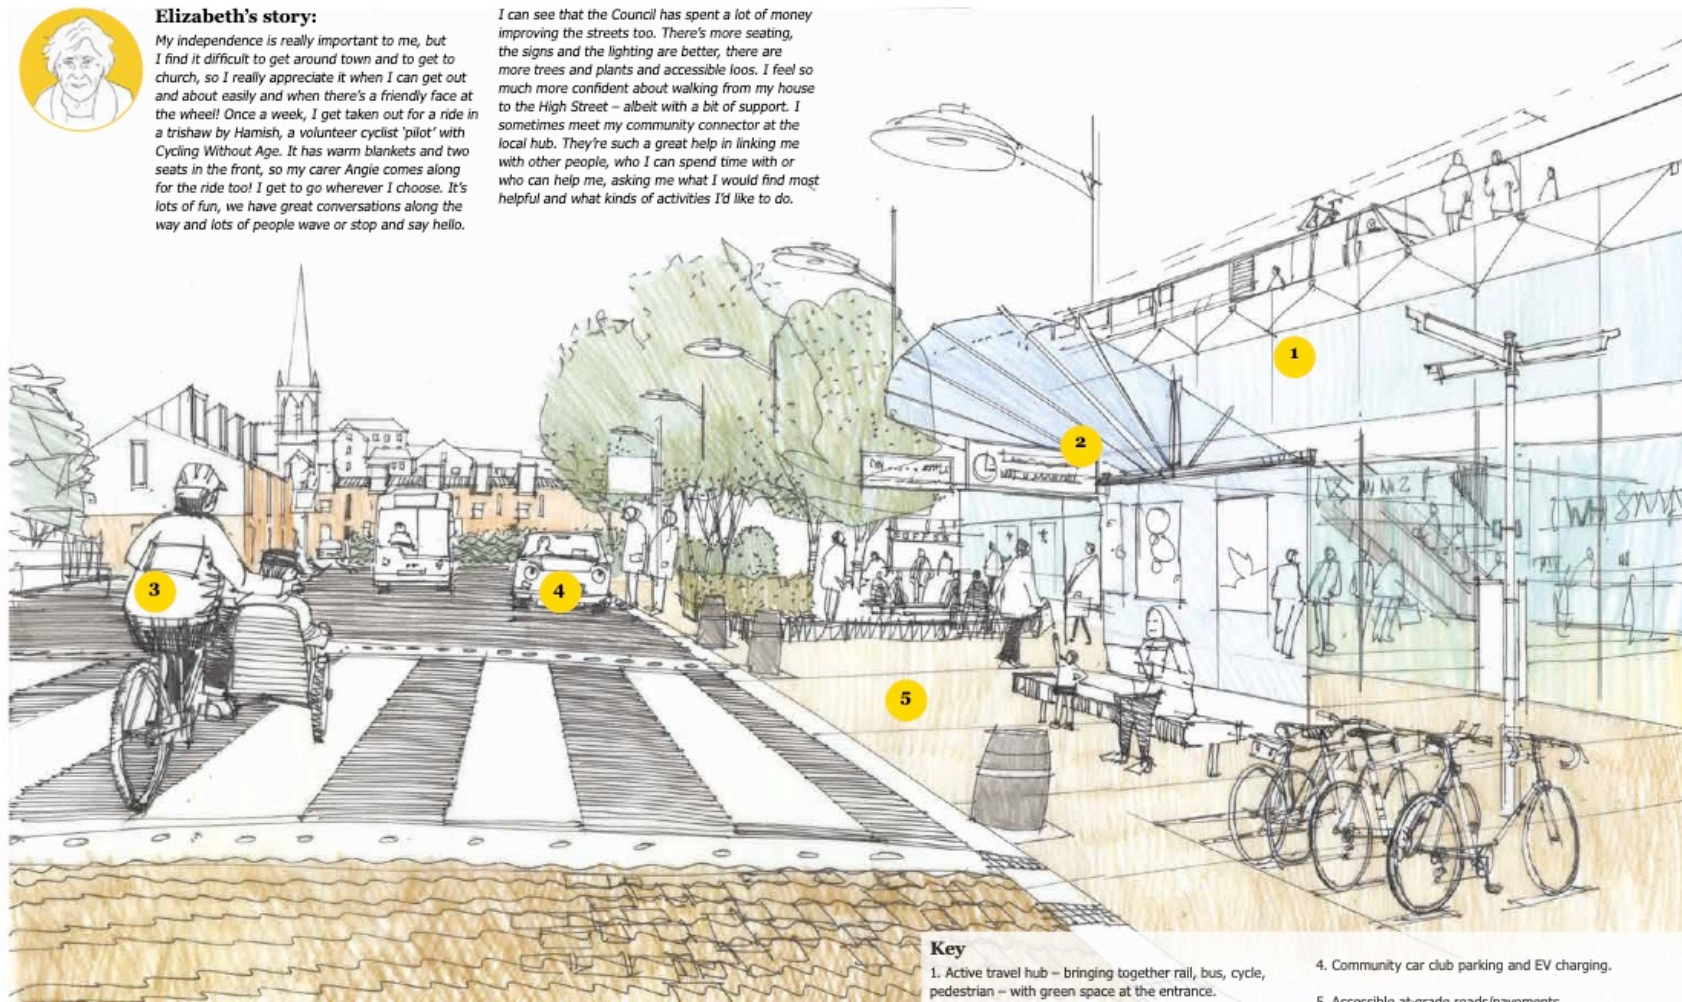 Elizabeth's story:
My independence is really important to me, but
I find it difficult to get around town and to get to
church, so I really appreciate it when I can get out
and about easily and when there's a friendly face at
the wheel! Once a week, I get taken out for a ride in
a trishaw by Hamish, a volunteer cyclist 'pilot' with
Cycling Without Age. It has warm blankets and two
seats in the front, so my carer Angie comes along
for the ride too! I get to go wherever I choose. It's
lots of fun, we have great conversations along the
way and lots of people wave or stop and say hello.
I can see that the Council has spent a lot of money
improving the streets too. There's more seating,
the signs and the lighting are better, there are
more trees and plants and accessible loos. I feel so
much more confident about walking from my house
to the High Street – albeit with a bit of support. I
sometimes meet my community connector at the
local hub. They're such a great help in linking me
with other people, who I can spend time with or
who can help me, asking me what I would find most
helpful and what kinds of activities I'd like to do.
1
2
3
4
5
Key
1. Active travel hub – bringing together rail, bus, cycle,
pedestrian – with green space at the entrance.
4. Community car club parking and EV charging.
5. Accessible at-grade roads/pavements